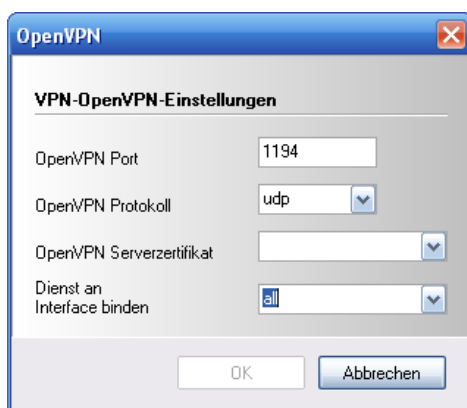 OpenVPN
VPN-OpenVPN-Einstellungen
OpenVPN Port 1194
OpenVPN Protokoll udp
OpenVPN Serverzertifikat
Dienst an
Interface binden all
OK Abbrechen